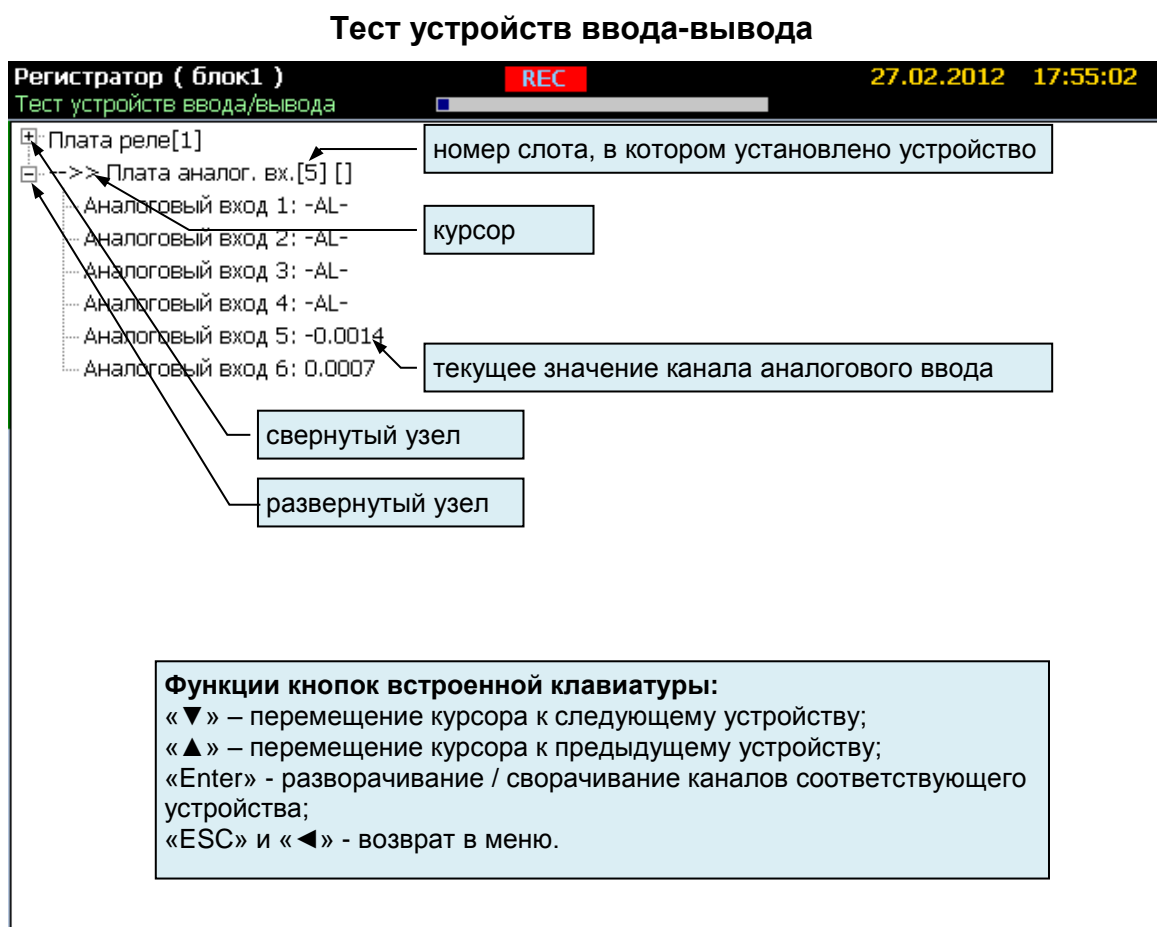 Тест устройств ввода-вывода
Регистратор ( блок1 ) REC 27.02.2012 17:55:02
Тест устройств ввода/вывода
Плата реле[1]
номер слота, в котором установлено устройство
-->> Плата аналог. вх.[5] []
Аналоговый вход 1: -AL-
курсор
Аналоговый вход 2: -AL-
Аналоговый вход 3: -AL-
Аналоговый вход 4: -AL-
Аналоговый вход 5: -0.0014
Аналоговый вход 6: 0.0007
текущее значение канала аналогового ввода
свернутый узел
развернутый узел
Функции кнопок встроенной клавиатуры:
«▼» – перемещение курсора к следующему устройству;
«▲» – перемещение курсора к предыдущему устройству;
«Enter» - разворачивание / сворачивание каналов соответствующего
устройства;
«ESC» и «◄» - возврат в меню.